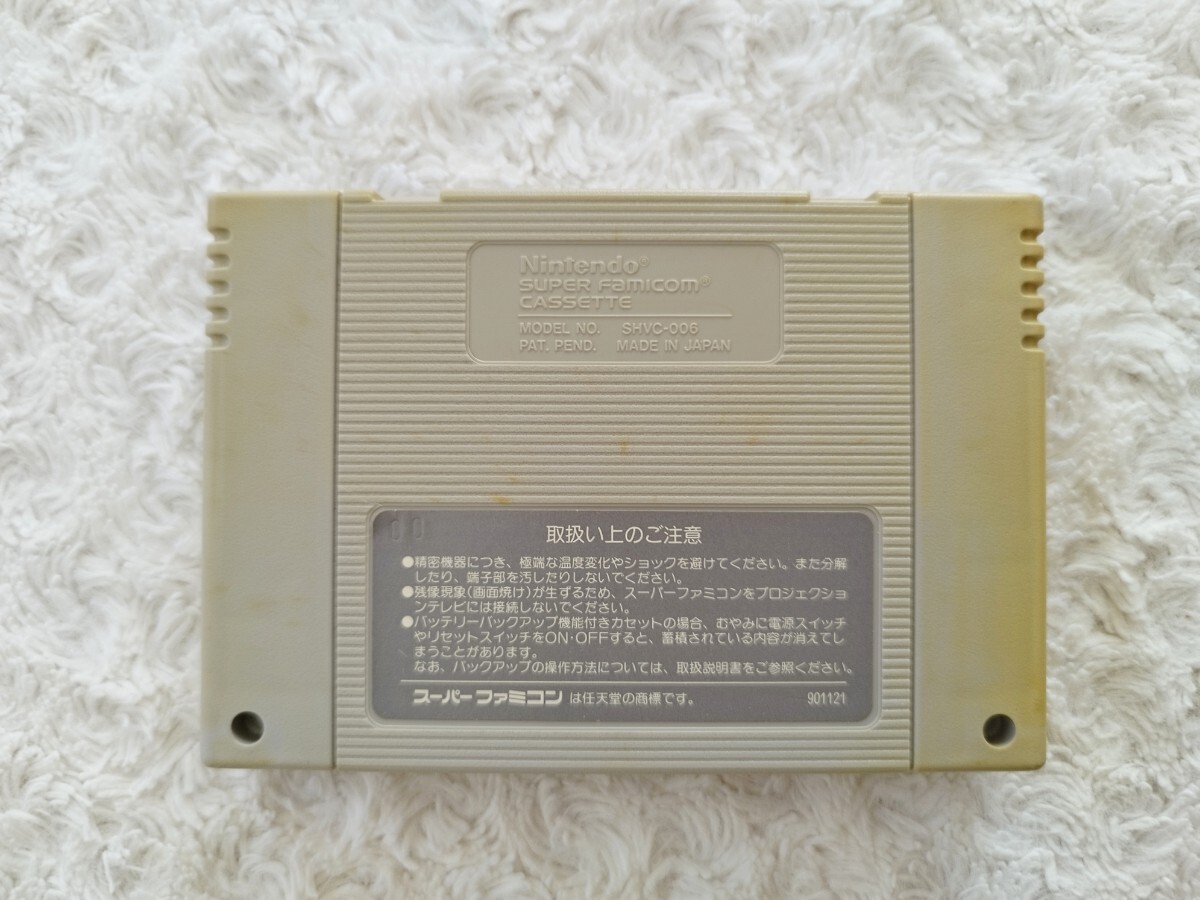 Nintendo®
SUPER Famicom®
CASSETTE
MODEL NO. SHVC-006
PAT. PEND. MADE IN JAPAN
00
取扱い上のご注意
●精密機器につき、極端な温度変化やショックを避けてください。また分解
したり、端子部を汚したりしないでください。
●残像現象(画面焼け)が生ずるため、スーパーファミコンをプロジェクショ
ンテレビには接続しないでください。
●バッテリーバックアップ機能付きカセットの場合、むやみに電源スイッチ
やリセットスイッチをON・OFFすると、蓄積されている内容が消えてし
まうことがあります。
なお、バックアップの操作方法については、取扱説明書をご参照ください。
スーパーファミコンは任天堂の商標です。 901121